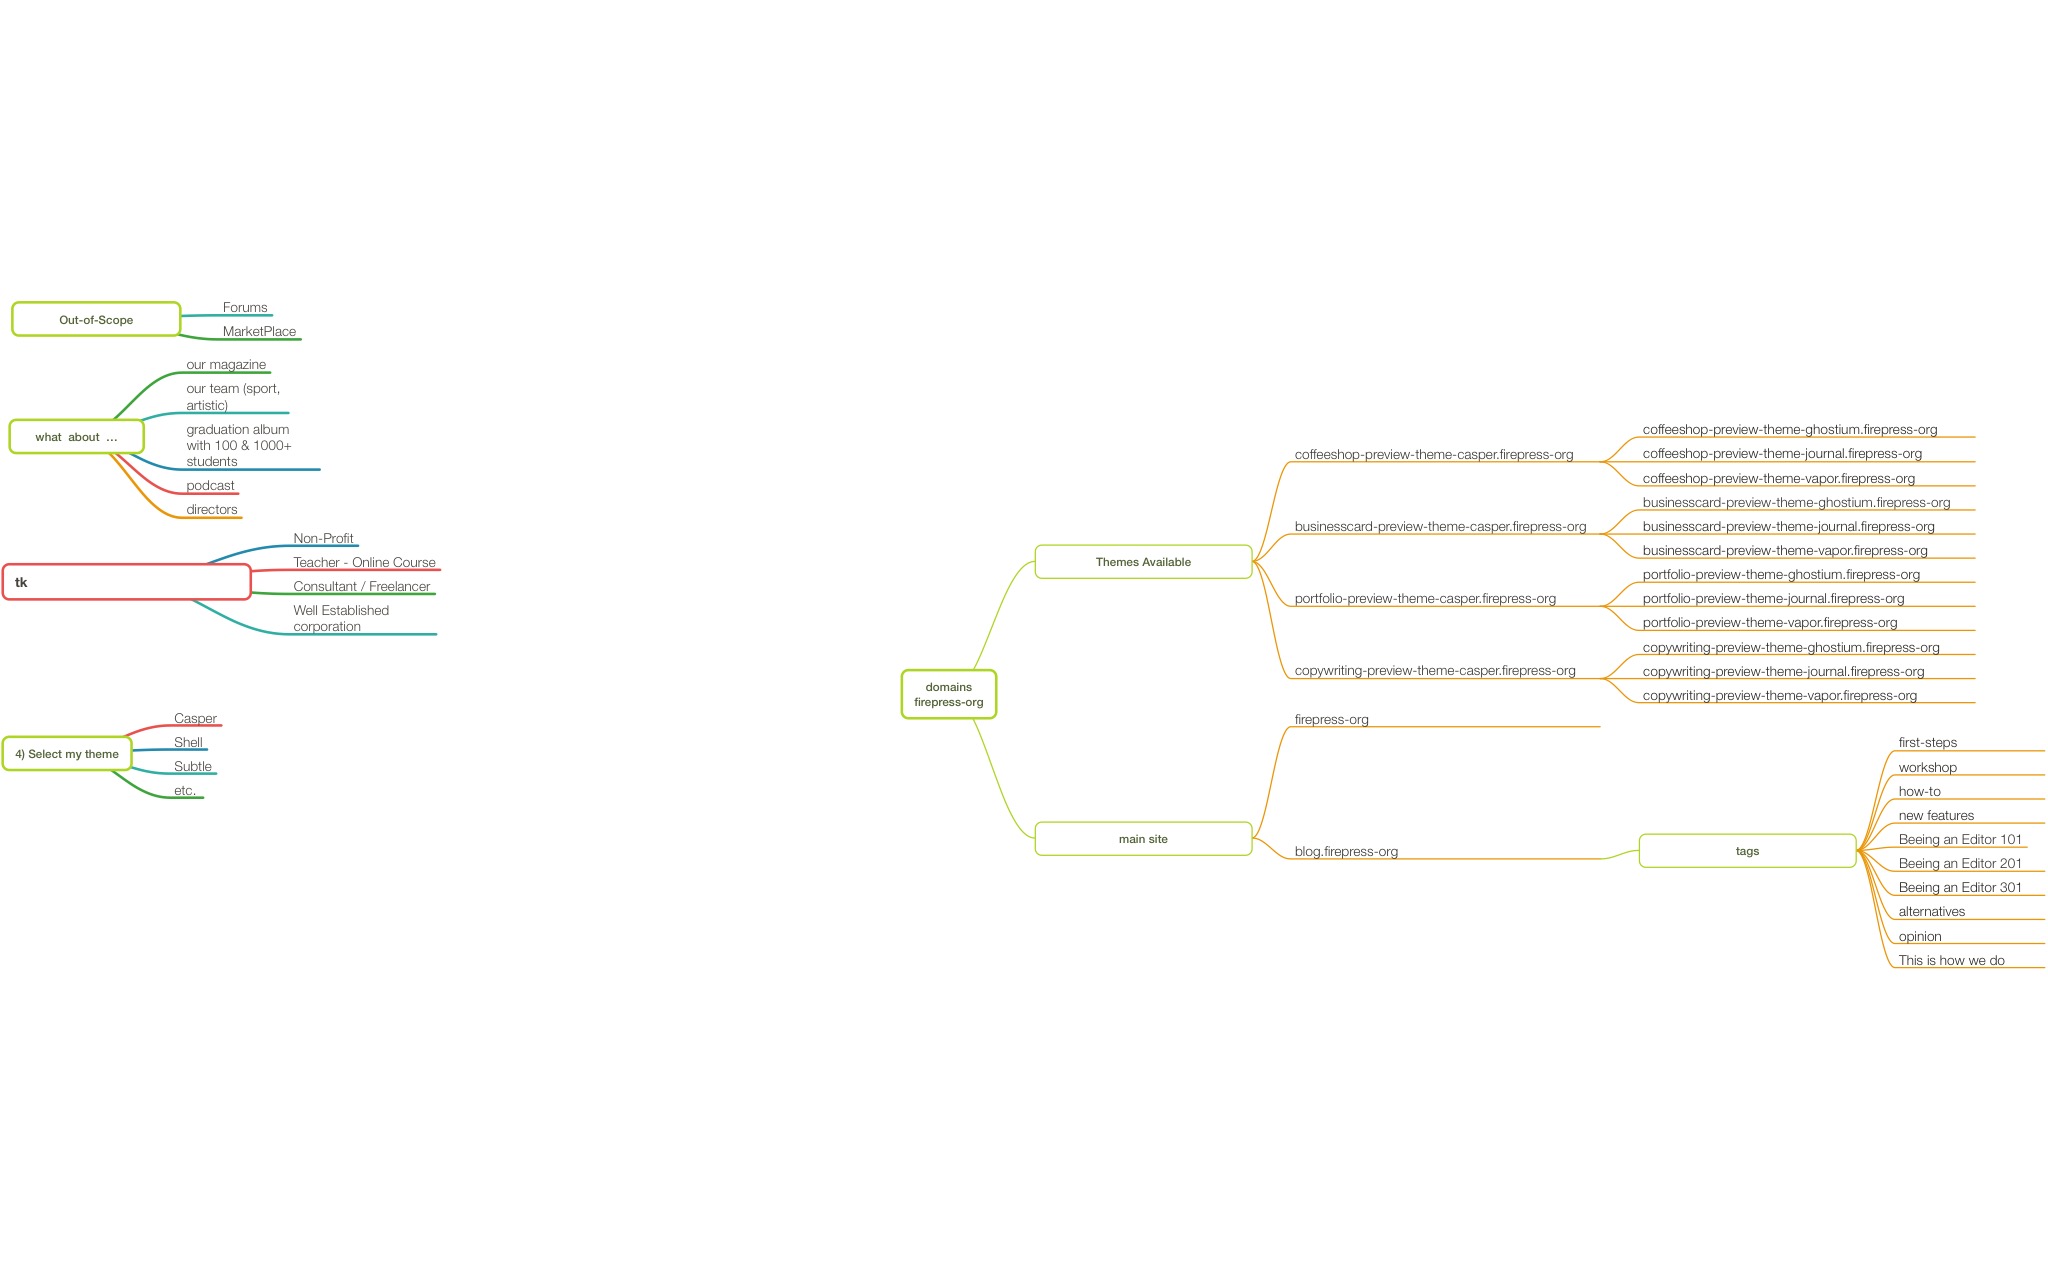 Out-of-Scope
Forums
MarketPlace
what about ...
our magazine
our team (sport,
artistic)
graduation album
with 100 & 1000+
students
podcast
directors
tk
Non-Profit
Teacher - Online Course
Consultant / Freelancer
Well Established
corporation
4) Select my theme
Casper
Shell
Subtle
etc.
domains
firepress-org
Themes Available
coffeeshop-preview-theme-casper.firepress-org
coffeeshop-preview-theme-ghostium.firepress-org
coffeeshop-preview-theme-journal.firepress-org
coffeeshop-preview-theme-vapor.firepress-org
businesscard-preview-theme-casper.firepress-org
businesscard-preview-theme-ghostium.firepress-org
businesscard-preview-theme-journal.firepress-org
businesscard-preview-theme-vapor.firepress-org
portfolio-preview-theme-casper.firepress-org
portfolio-preview-theme-ghostium.firepress-org
portfolio-preview-theme-journal.firepress-org
portfolio-preview-theme-vapor.firepress-org
copywriting-preview-theme-casper.firepress-org
copywriting-preview-theme-ghostium.firepress-org
copywriting-preview-theme-journal.firepress-org
copywriting-preview-theme-vapor.firepress-org
main site
firepress-org
blog.firepress-org
tags
first-steps
workshop
how-to
new features
Beeing an Editor 101
Beeing an Editor 201
Beeing an Editor 301
alternatives
opinion
This is how we do